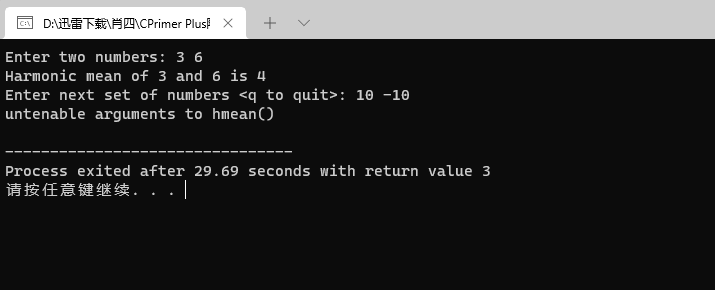 D:\迅雷下载\肖四\CPrimer Plus
Enter two numbers: 3 6
Harmonic mean of 3 and 6 is 4
Enter next set of numbers <q to quit>: 10 -10
untenable arguments to hmean()
--------------------------------
Process exited after 29.69 seconds with return value 3
请按任意键继续. . .